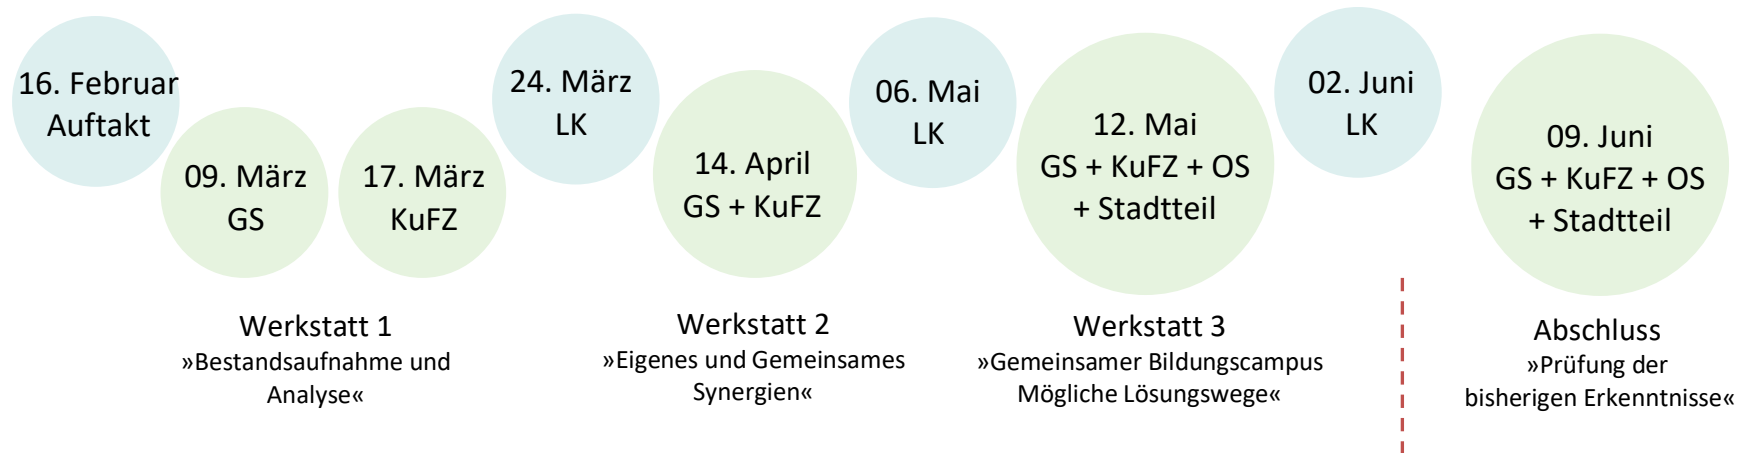 16. Februar
Auftakt
09. März
GS
17. März
KuFZ
24. März
LK
14. April
GS + KuFZ
06. Mai
LK
12. Mai
GS + KuFZ + OS
+ Stadtteil
02. Juni
LK
09. Juni
GS + KuFZ + OS
+ Stadtteil
Werkstatt 1
»Bestandsaufnahme und
Analyse«
Werkstatt 2
»Eigenes und Gemeinsames
Synergien«
Werkstatt 3
»Gemeinsamer Bildungscampus
Mögliche Lösungswege«
Abschluss
»Prüfung der
bisherigen Erkenntnisse«